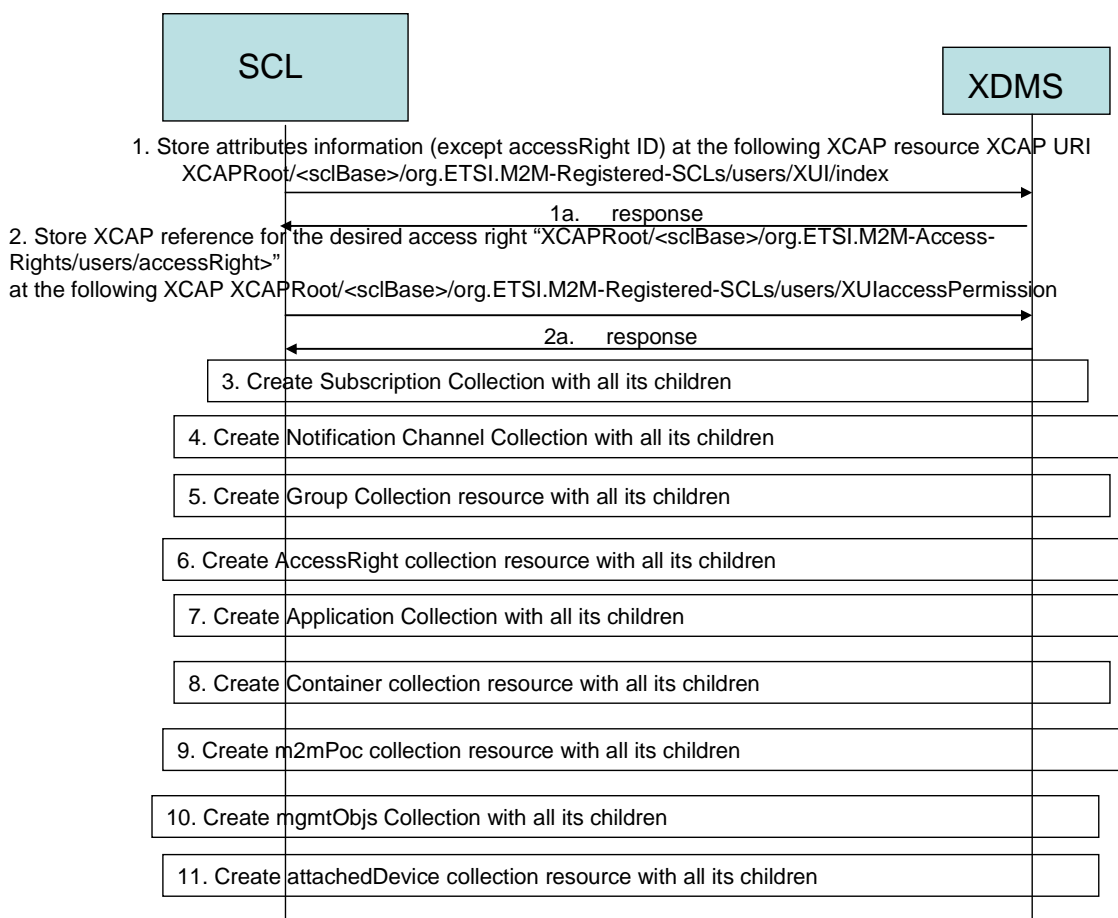 SCL
XDMS
1. Store attributes information (except accessRight ID) at the following XCAP resource XCAP URI
XCAPRoot/<sclBase>/org.ETSI.M2M-Registered-SCLs/users/XUI/index
1a. response
2. Store XCAP reference for the desired access right “XCAPRoot/<sclBase>/org.ETSI.M2M-Access-
Rights/users/accessRight>”
at the following XCAP XCAPRoot/<sclBase>/org.ETSI.M2M-Registered-SCLs/users/XUIaccessPermission
2a. response
3. Create Subscription Collection with all its children
4. Create Notification Channel Collection with all its children
5. Create Group Collection resource with all its children
6. Create AccessRight collection resource with all its children
7. Create Application Collection with all its children
8. Create Container collection resource with all its children
9. Create m2mPoc collection resource with all its children
10. Create mgmtObjs Collection with all its children
11. Create attachedDevice collection resource with all its children